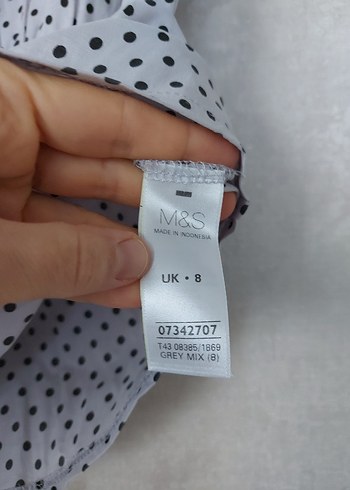 M&S
MADE IN INDONESIA
UK • 8
07342707
T43 08385/1869
GREY MIX (8)